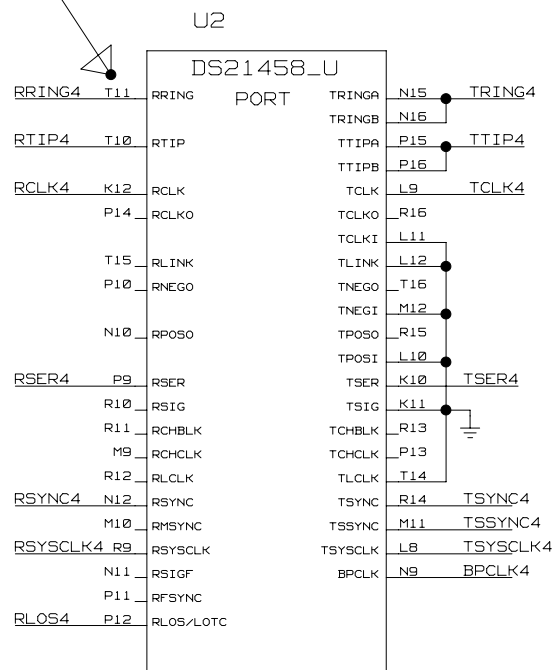 U2
DS21458_U
PORT
RRING4 T11 RRING TRINGA N15 TRING4
TRINGB N16
RTIP4 T10 RTIP TTIPA P15 TTIP4
TTIPB P16
RCLK4 K12 RCLK TCLK L9 TCLK4
P14 RCLKO TCLKO R16
TCLKI L11
T15 RLINK TLINK L12
P10 RNEGO TNEGO T16
TNEGI M12
N10 RPOSO TPOSO R15
TPOSI L10
RSER4 P9 RSER TSER K10 TSER4
R10 RSIG TSIG K11
R11 RCHBLK TCHBLK R13
M9 RCHCLK TCHCLK P13
R12 RLCLK TLCLK T14
RSYNC4 N12 RSYNC TSYNC R14 TSYNC4
M10 RMSYNC TSSYNC M11 TSSYNC4
RSYSCLK4 R9 RSYSCLK TSYSCLK L8 TSYSCLK4
N11 RSIGF BPCLK N9 BPCLK4
P11 RFSYNC
RLOS4 P12 RLOS/LOTC